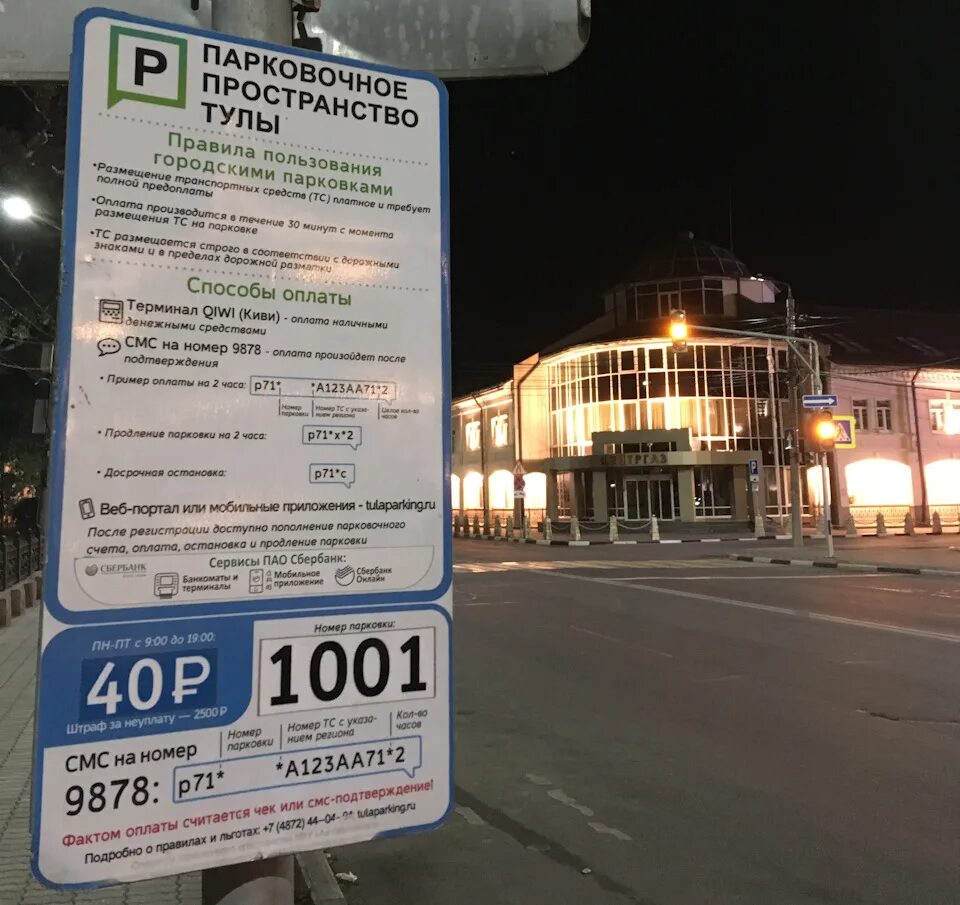 P
ПАРКОВОЧНОЕ
ПРОСТРАНСТВО
ТУЛЫ
Правила пользования
городскими парковками
•Размещение транспортных средств (ТС) платное и требует
полной предоплаты
•Оплата производится в течение 30 минут с момента
размещения ТС на парковке
•ТС размещается строго в соответствии с дорожными
знаками и в пределах дорожной разметки
Способы оплаты
Терминал QIWI (Киви) - оплата наличными
денежными средствами
СМС на номер 9878 - оплата произойдет после
подтверждения
• Пример оплаты на 2 часа: p71* *А123АА71*2
Номер парковки
Номер ТС с указанием региона
Целое кол-во часов
• Продление парковки на 2 часа: p71*x*2
• Досрочная остановка: p71*c
Веб-портал или мобильные приложения - tulaparking.ru
После регистрации доступно пополнение парковочного
счета, оплата, остановка и продление парковки
Сервисы ПАО Сбербанк:
СБЕРБАНК
Банкоматы и
терминалы
Мобильное
приложение
Сбербанк
Онлайн
ПН-ПТ с 9:00 до 19:00:
40₽
Штраф за неуплату — 2500 ₽
Номер парковки:
1001
СМС на номер
9878:
Номер
парковки
Номер ТС с указа-
нием региона
Кол-во
часов
p71* *А123АА71*2
Фактом оплаты считается чек или смс-подтверждение!
Подробно о правилах и льготах: +7 (4872) 44-04- tulaparking.ru
P